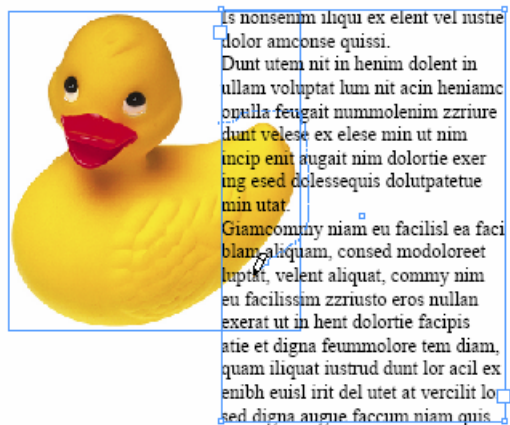 Is nonsenim iliqui ex elent vel iustie
dolor amconse quissi.
Dunt utem nit in henim dolent in
ullam voluptat lum nit acin heniamc
onulla feugait nummolenim zzriure
dunt velese ex elese min ut nim
incip enit augait nim dolortie exer
ing esed dolessequis dolutpatetue
min utat.
Giamcommy niam eu facilisl ea faci
blam aliquam, consed modoloreet
luptat, velent aliquat, commy nim
eu facilissim zzriusto eros nullan
exerat ut in hent dolortie facipis
atie et digna feummolore tem diam,
quam iliquat iustrud dunt lor acil ex
enibh euisl irit del utet at vercilit lo
sed digna augue faccum niam quis